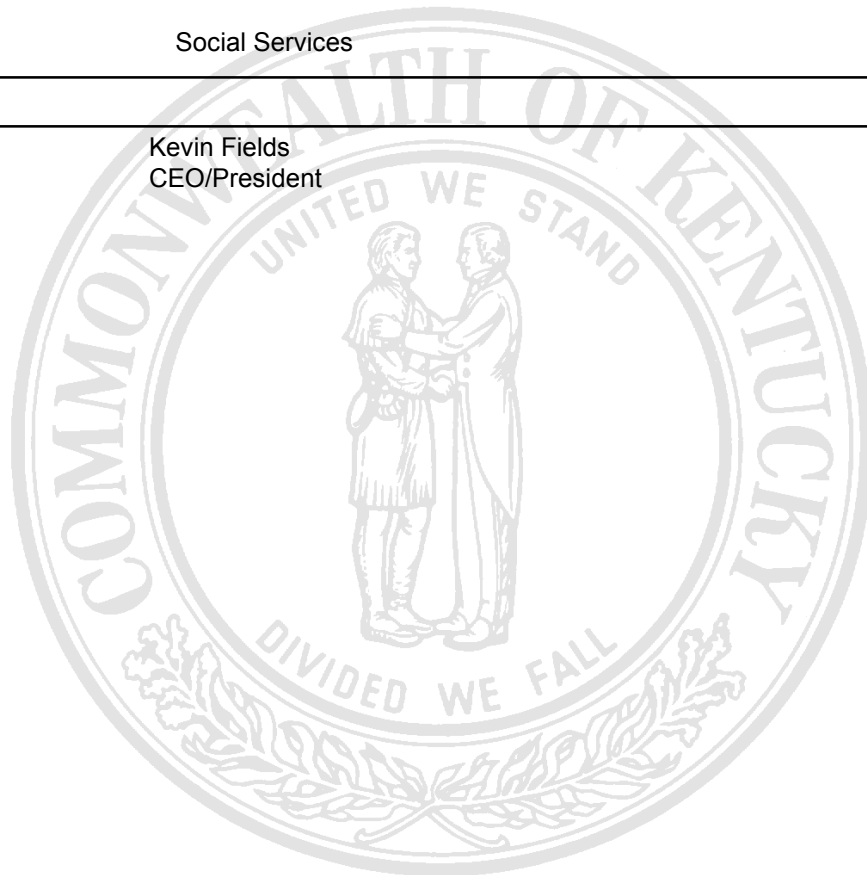 Social Services
Kevin Fields
CEO/President
COMMONWEALTH OF KENTUCKY
UNITED WE STAND
DIVIDED WE FALL